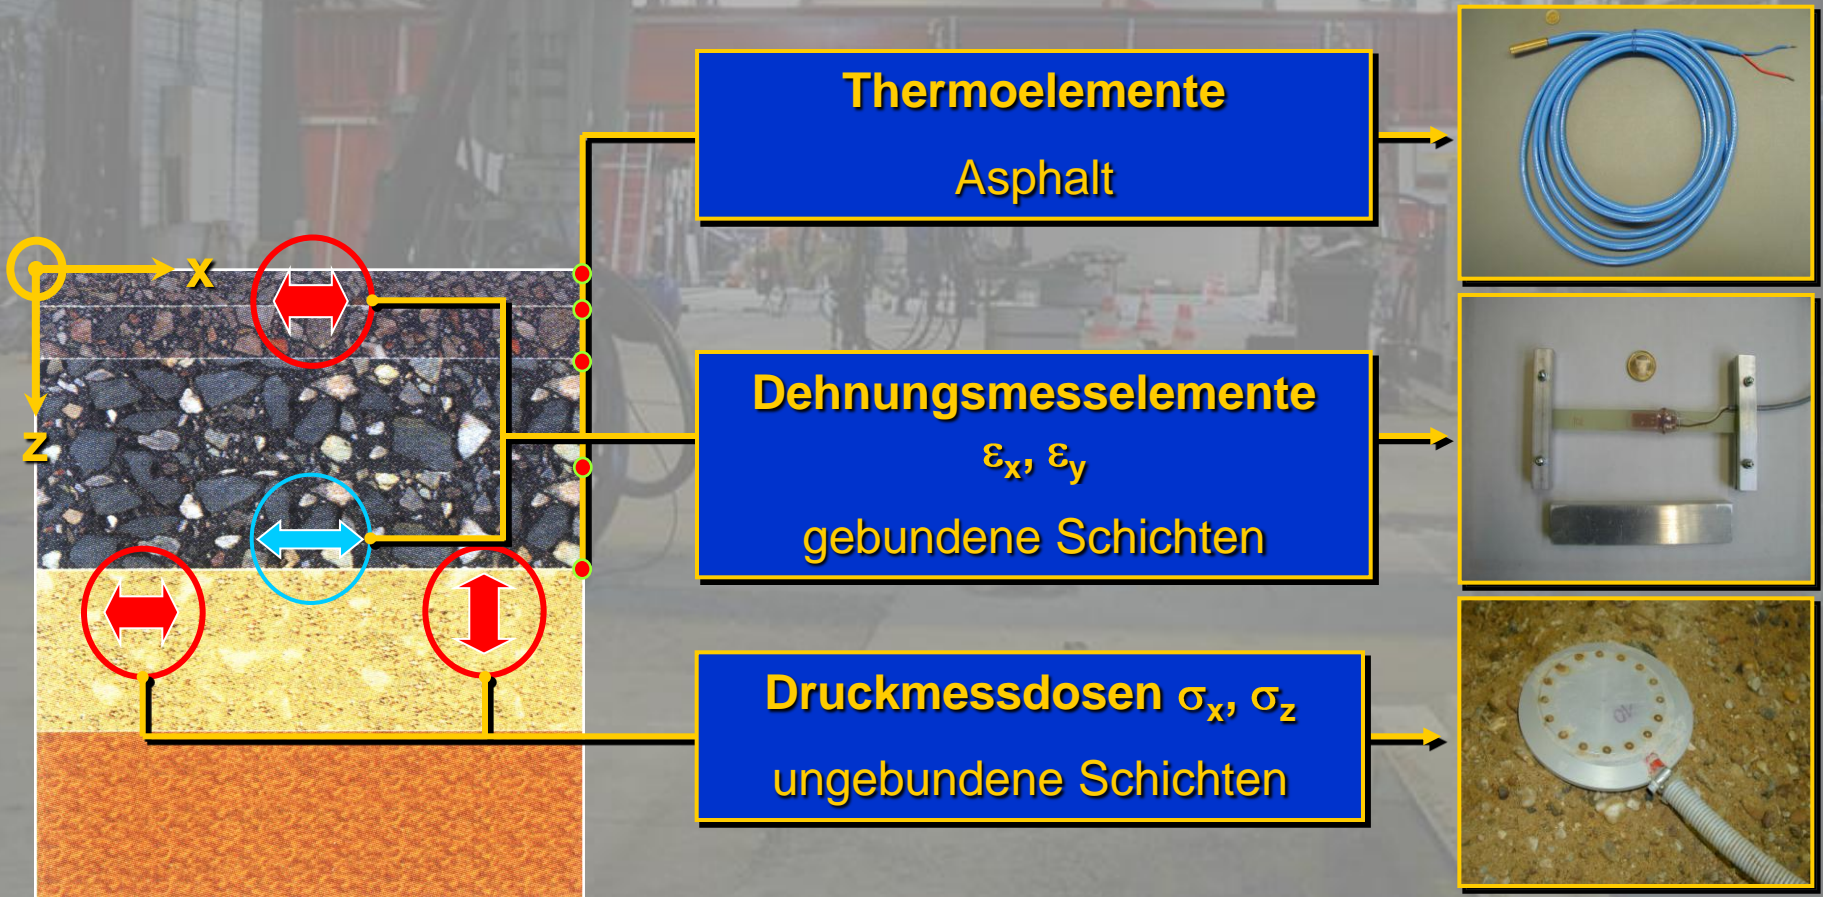 Thermoelemente
Asphalt
x
z
Dehnungsmesselemente
εx, εy
gebundene Schichten
Druckmessdosen σx, σz
ungebundene Schichten